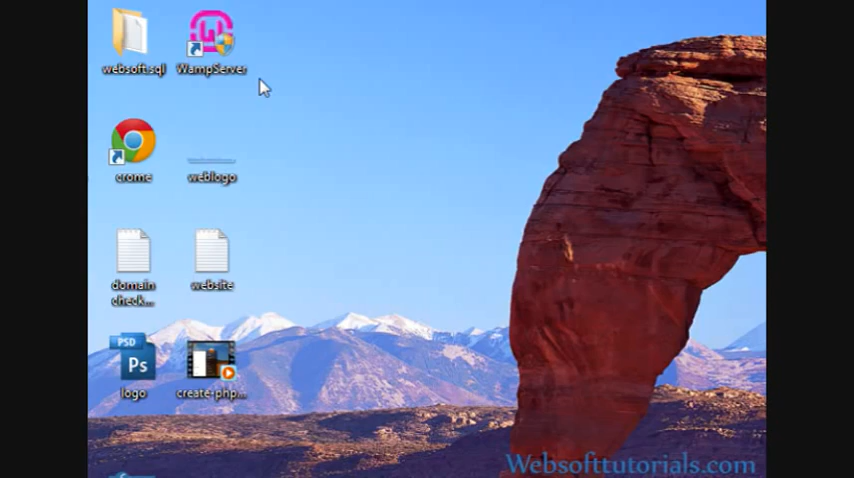 websoft.sql
WampServer
crome
weblogo
domain
check...
website
PSD
Ps
logo
create-php...
Websofttutorials.com